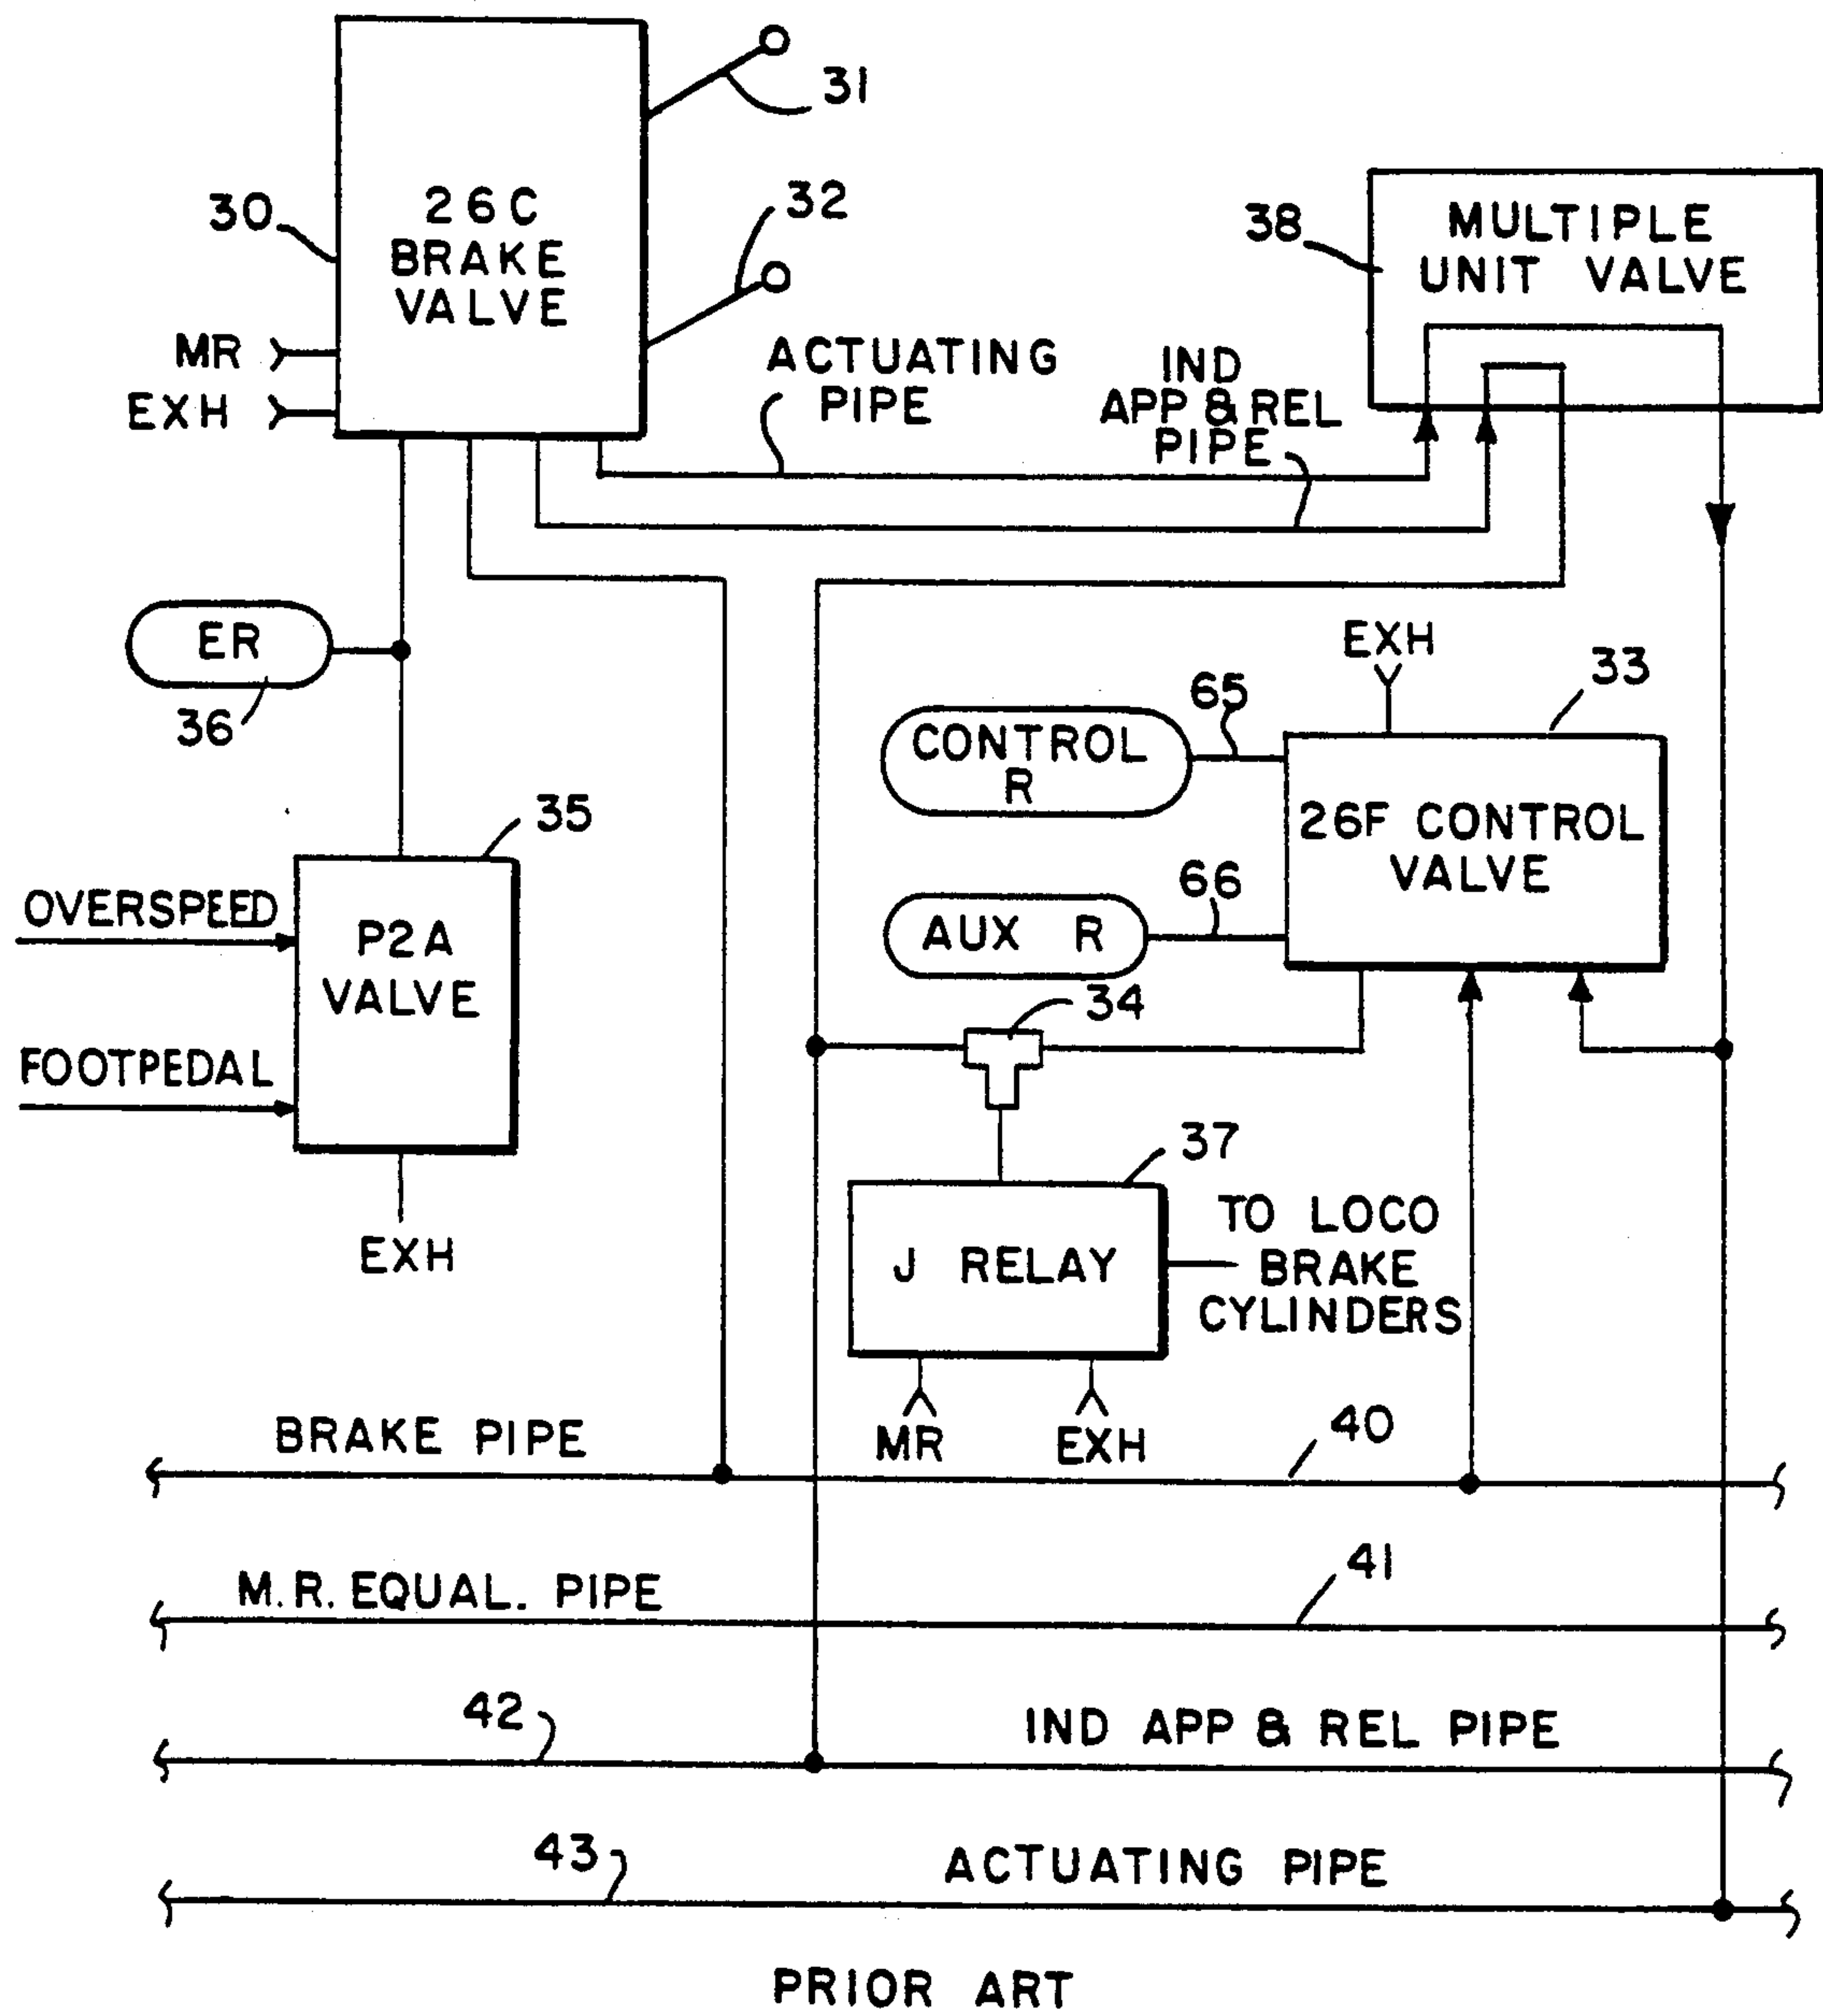 31
26C
BRAKE
VALVE
30
32
MR
EXH
38
MULTIPLE
UNIT VALVE
ACTUATING
PIPE
IND
APP & REL
PIPE
ER
36
EXH
33
65
CONTROL
R
26F CONTROL
VALVE
35
OVERSPEED
P2A
VALVE
FOOTPEDAL
EXH
66
AUX R
34
37
J RELAY
TO LOCO
BRAKE
CYLINDERS
MR
EXH
BRAKE PIPE
40
M.R. EQUAL. PIPE
41
42
IND APP & REL PIPE
43
ACTUATING PIPE
PRIOR ART